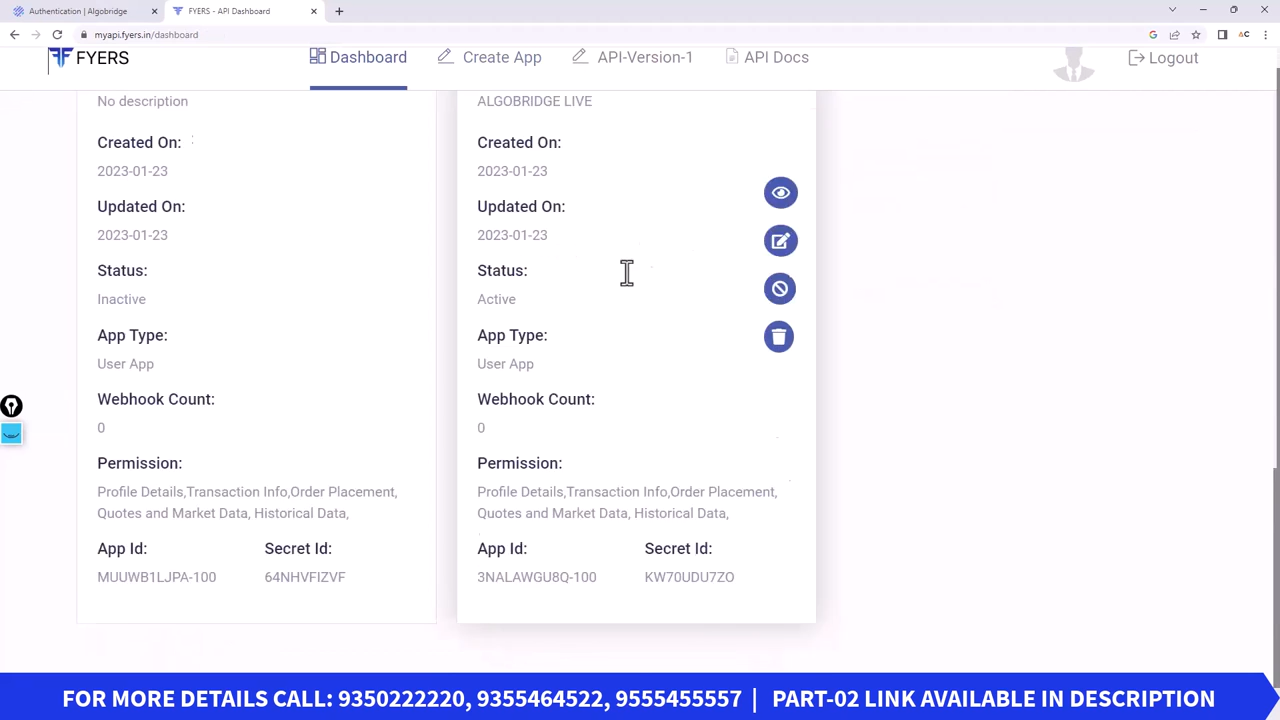 Authentication | Algobridge
FYERS - API Dashboard
myapi.fyers.in/dashboard
FYERS
Dashboard
Create App
API-Version-1
API Docs
Logout
No description
Created On:
2023-01-23
Updated On:
2023-01-23
Status:
Inactive
App Type:
User App
Webhook Count:
0
Permission:
Profile Details,Transaction Info,Order Placement,
Quotes and Market Data, Historical Data,
App Id: Secret Id:
MUUWB1LJPA-100 64NHVFIZVF
ALGOBRIDGE LIVE
Created On:
2023-01-23
Updated On:
2023-01-23
Status:
Active
App Type:
User App
Webhook Count:
0
Permission:
Profile Details,Transaction Info,Order Placement,
Quotes and Market Data, Historical Data,
App Id: Secret Id:
3NALAWGU8Q-100 KW70UDU7ZO
FOR MORE DETAILS CALL: 9350222220, 9355464522, 9555455557 | PART-02 LINK AVAILABLE IN DESCRIPTION